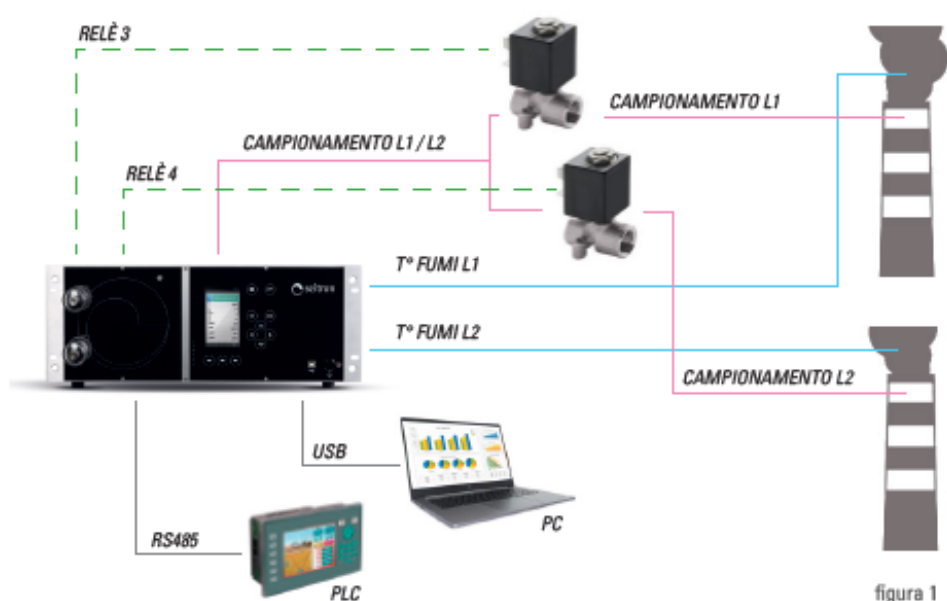 RELÈ 3
CAMPIONAMENTO L1
CAMPIONAMENTO L1 / L2
RELÈ 4
T° FUMI L1
T° FUMI L2
CAMPIONAMENTO L2
USB
PC
RS485
PLC
figura 1